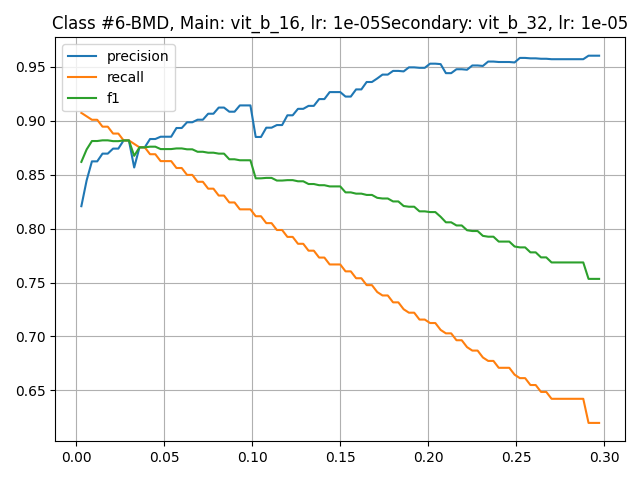 Class #6-BMD, Main: vit_b_16, lr: 1e-05Secondary: vit_b_32, lr: 1e-05
precision
recall
f1
0.95
0.90
0.85
0.80
0.75
0.70
0.65
0.00 0.05 0.10 0.15 0.20 0.25 0.30